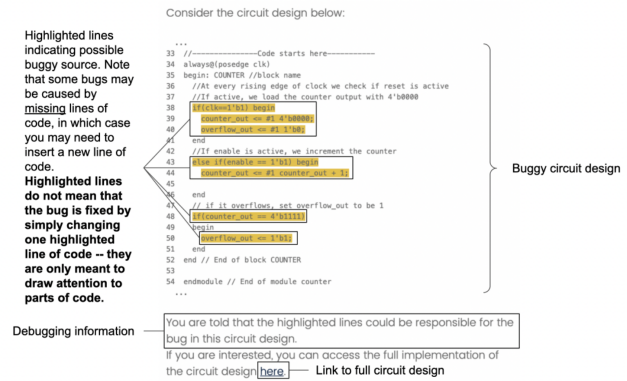 Consider the circuit design below:
Highlighted lines
indicating possible
buggy source. Note
that some bugs may
be caused by
missing lines of
code, in which case
you may need to
insert a new line of
code.
Highlighted lines
do not mean that
the bug is fixed by
simply changing
one highlighted
line of code -- they
are only meant to
draw attention to
parts of code.
...
33 //---------------Code starts here-----------
34 always@(posedge clk)
35 begin: COUNTER //block name
36 //At every rising edge of clock we check if reset is active
37 //If active, we load the counter output with 4'b0000
38 if(clk==1'b1) begin
39 counter_out <= #1 4'b0000;
40 overflow_out <= #1 1'b0;
41 end
42 //If enable is active, we increment the counter
43 else if(enable == 1'b1) begin
44 counter_out <= #1 counter_out + 1;
45
46 end
47 // if it overflows, set overflow_out to be 1
48 if(counter_out == 4'b1111)
49 begin
50 overflow_out <= 1'b1;
51 end
52 end // End of block COUNTER
53
54 endmodule // End of module counter
...
Buggy circuit design
Debugging information
You are told that the highlighted lines could be responsible for the
bug in this circuit design.
If you are interested, you can access the full implementation of
the circuit design here.
Link to full circuit design